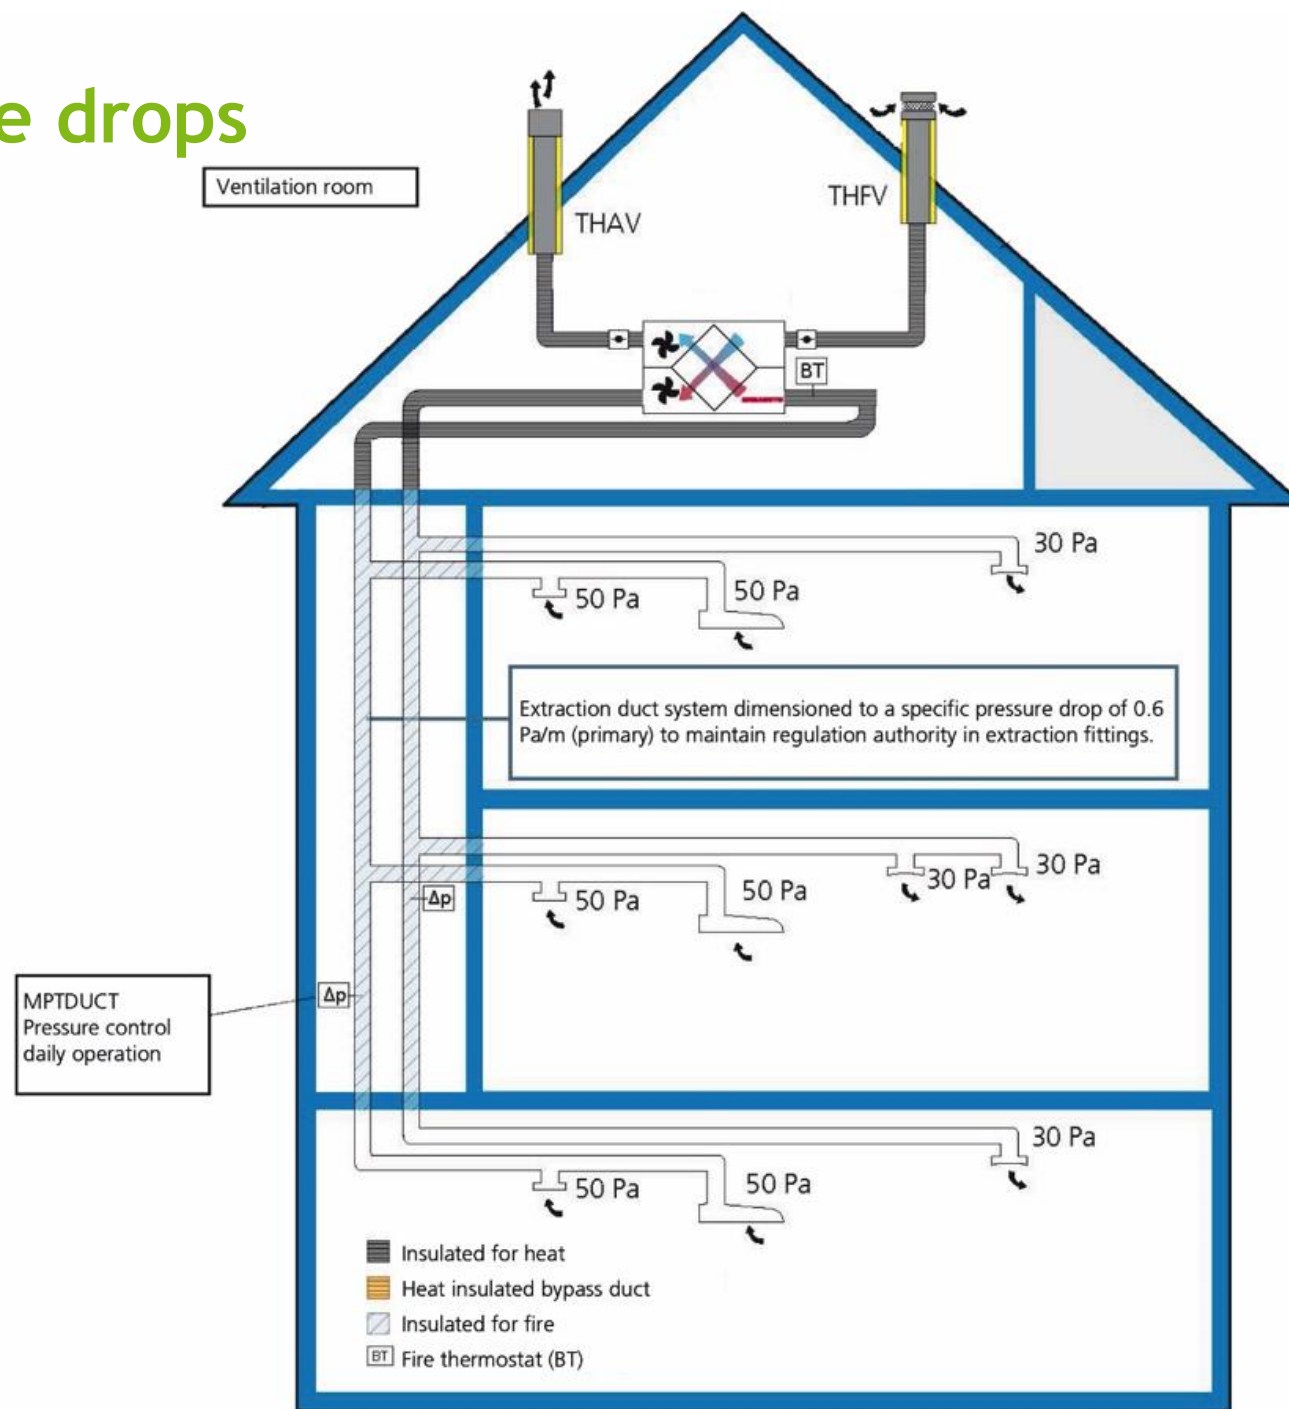 e drops
Ventilation room
THAV
THFV
BT
30 Pa
50 Pa
50 Pa
Extraction duct system dimensioned to a specific pressure drop of 0.6
Pa/m (primary) to maintain regulation authority in extraction fittings.
30 Pa
30 Pa
50 Pa
50 Pa
Δp
Δp
MPTDUCT
Pressure control
daily operation
30 Pa
50 Pa
50 Pa
Insulated for heat
Heat insulated bypass duct
Insulated for fire
BT Fire thermostat (BT)